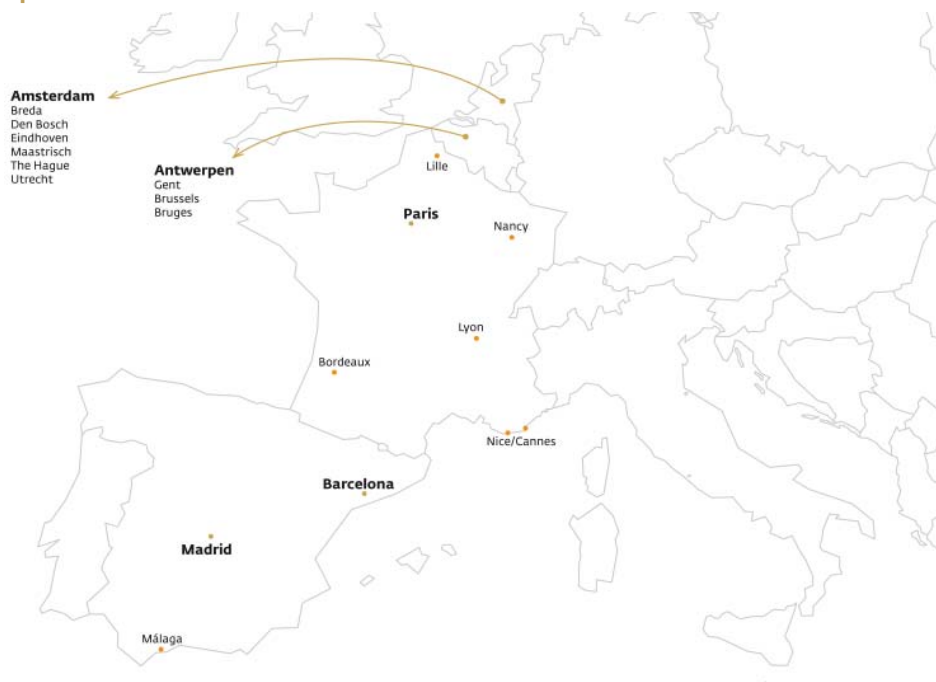 Amsterdam
Breda
Den Bosch
Eindhoven
Maastrisch
The Hague
Utrecht
Antwerpen
Gent
Brussels
Bruges
Lille
Paris
Nancy
Lyon
Bordeaux
Nice/Cannes
Barcelona
Madrid
Málaga